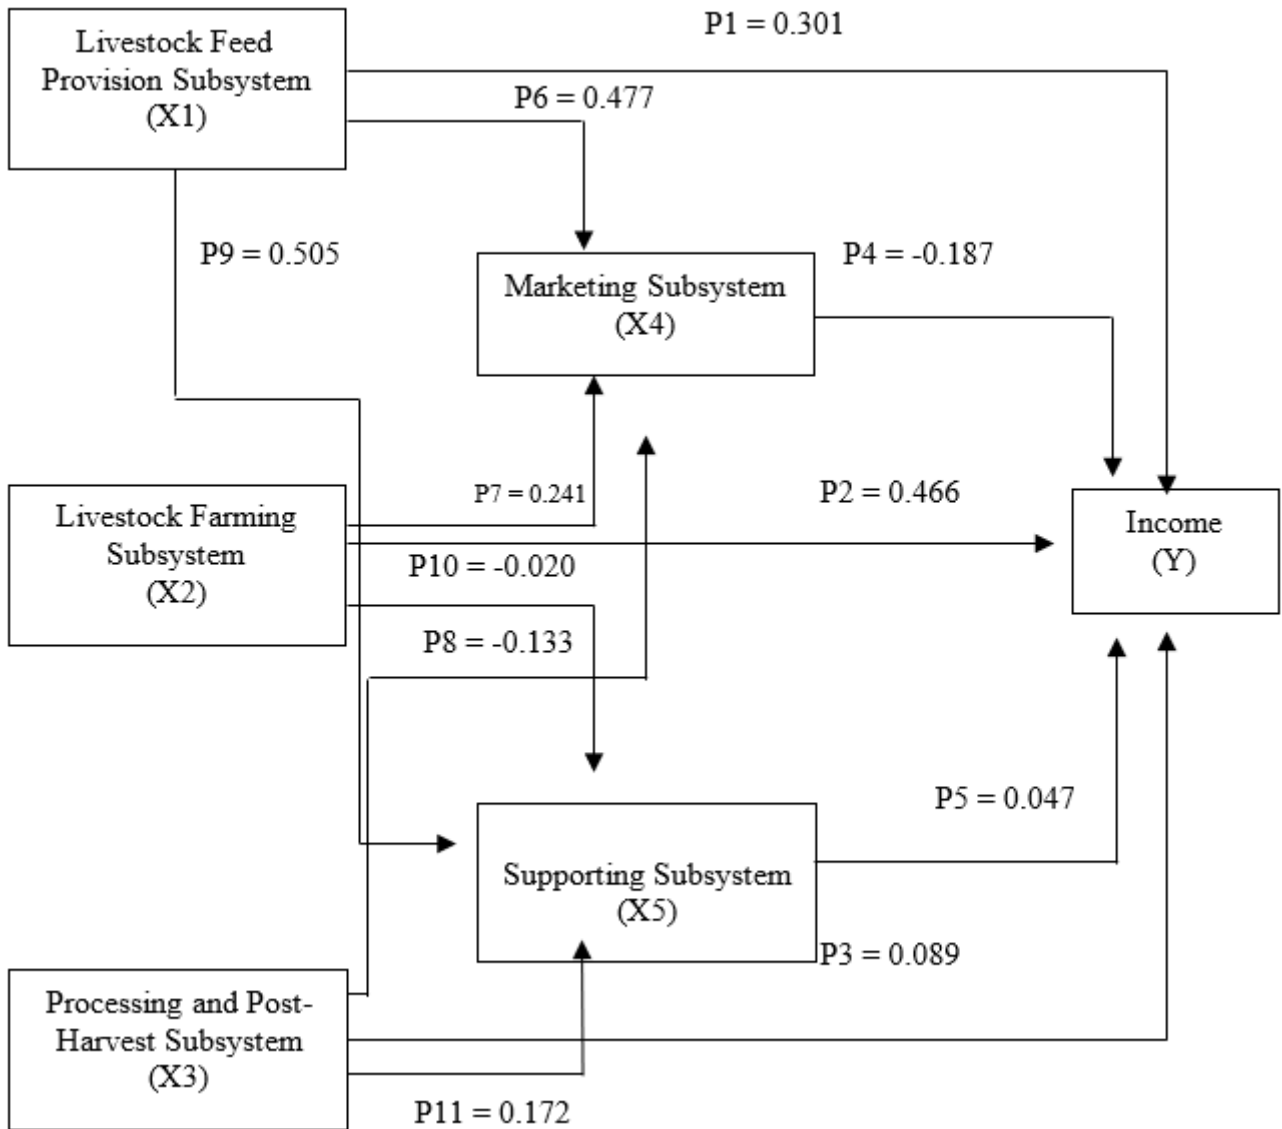 P1 = 0.301
Livestock Feed
Provision Subsystem
(X1)
P6 = 0.477
P9 = 0.505
P4 = -0.187
Marketing Subsystem
(X4)
P7 = 0.241
P2 = 0.466
Livestock Farming
Subsystem
(X2)
Income
(Y)
P10 = -0.020
P8 = -0.133
P5 = 0.047
Supporting Subsystem
(X5)
P3 = 0.089
Processing and Post-
Harvest Subsystem
(X3)
P11 = 0.172